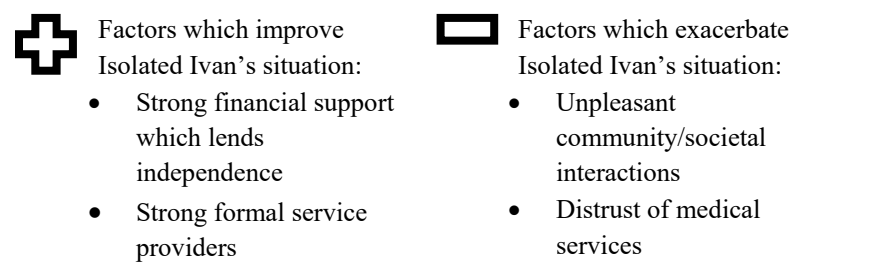 Factors which improve
Isolated Ivan’s situation:
• Strong financial support
which lends
independence
• Strong formal service
providers
Factors which exacerbate
Isolated Ivan’s situation:
• Unpleasant
community/societal
interactions
• Distrust of medical
services